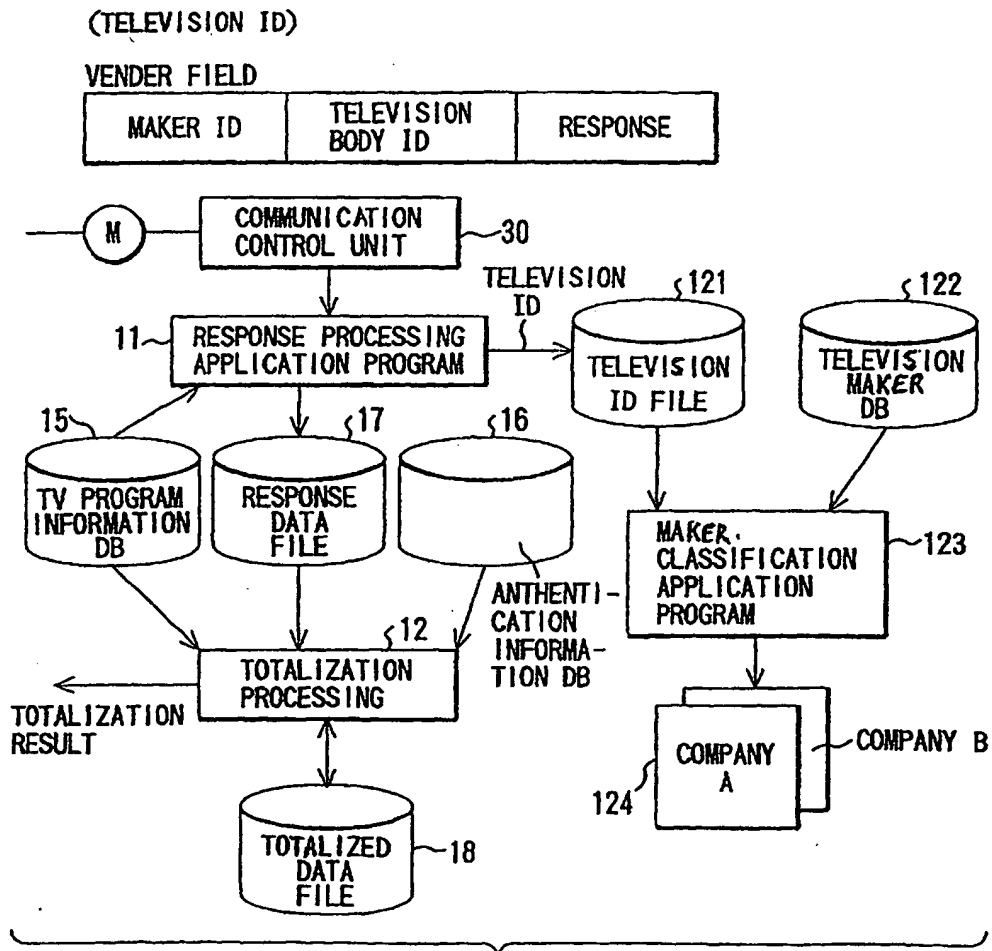 (TELEVISION ID)
VENDER FIELD
MAKER ID
TELEVISION
BODY ID
RESPONSE
M
COMMUNICATION
CONTROL UNIT
30
TELEVISION
ID
121
122
11
RESPONSE PROCESSING
APPLICATION PROGRAM
TELEVISION
ID FILE
TELEVISION
MAKER
DB
15
17
16
TV PROGRAM
INFORMATION
DB
RESPONSE
DATA
FILE
MAKER.
CLASSIFICATION
APPLICATION
PROGRAM
123
ANTHENTI-
CATION
INFORMA-
TION DB
12
TOTALIZATION
PROCESSING
TOTALIZATION
RESULT
COMPANY
A
COMPANY B
124
TOTALIZED
DATA
FILE
18